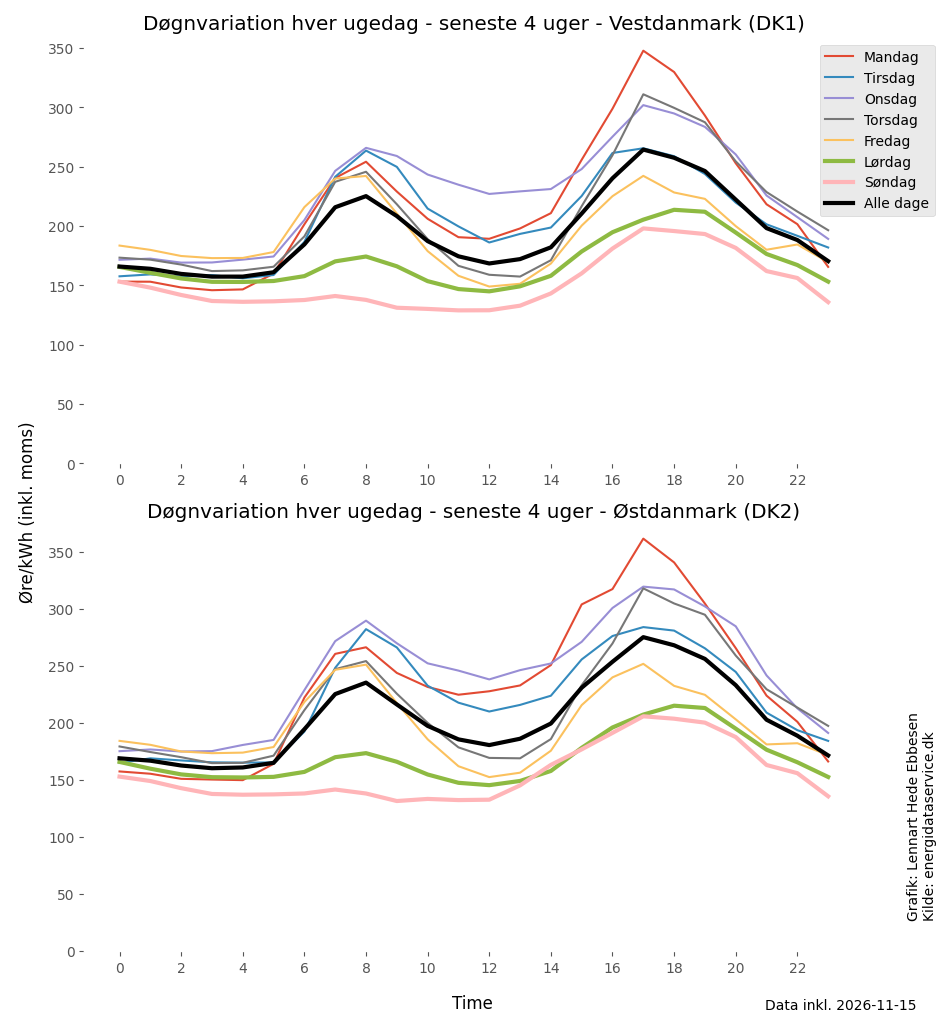 Døgnvariation hver ugedag - seneste 4 uger - Vestdanmark (DK1)
350
300
250
200
150
100
50
0
0 2 4 6 8 10 12 14 16 18 20 22
Mandag
Tirsdag
Onsdag
Torsdag
Fredag
Lørdag
Søndag
Alle dage
Øre/kWh (inkl. moms)
Døgnvariation hver ugedag - seneste 4 uger - Østdanmark (DK2)
350
300
250
200
150
100
50
0
0 2 4 6 8 10 12 14 16 18 20 22
Time
Grafik: Lennart Hede Ebbesen
Kilde: energidataservice.dk
Data inkl. 2026-11-15